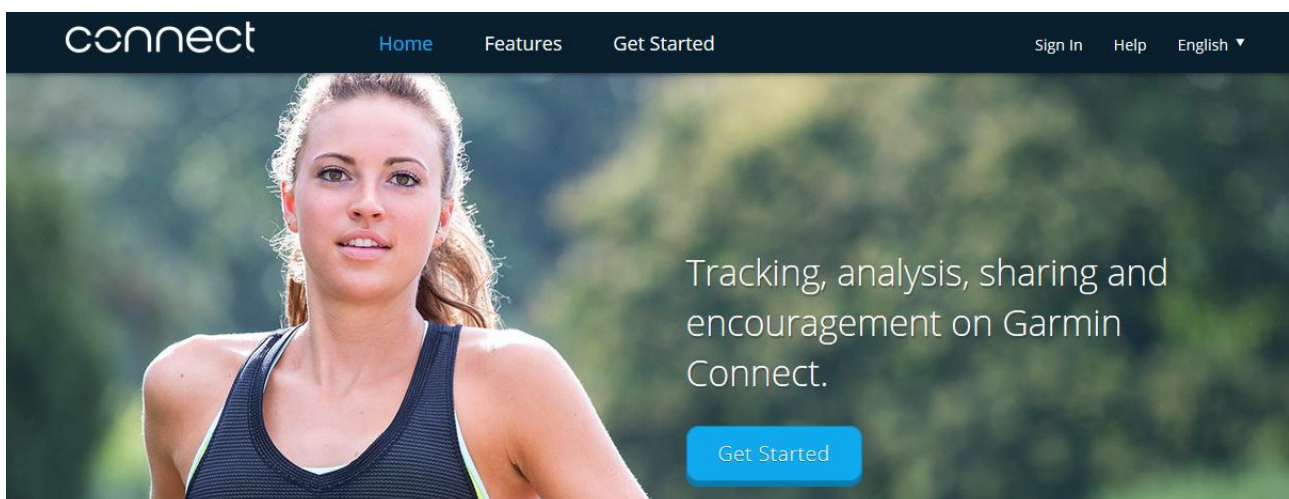 connect
Home Features Get Started
Sign In Help English ▼
Tracking, analysis, sharing and
encouragement on Garmin
Connect.
Get Started